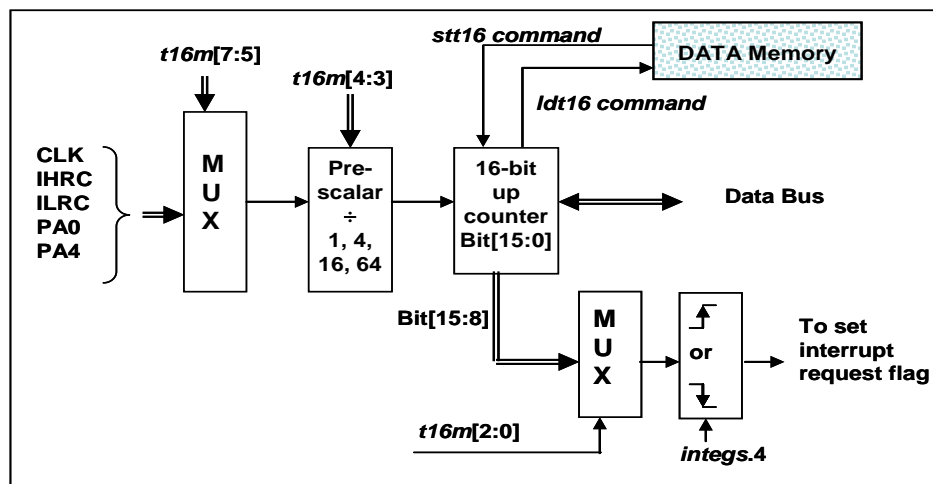 stt16 command
DATA Memory
t16m[7:5]
t16m[4:3]
ldt16 command
CLK
IHRC
ILRC
PA0
PA4
M
U
X
Pre-
scalar
÷
1, 4,
16, 64
16-bit
up
counter
Bit[15:0]
Data Bus
Bit[15:8]
M
U
X
or
To set
interrupt
request flag
t16m[2:0]
integs.4